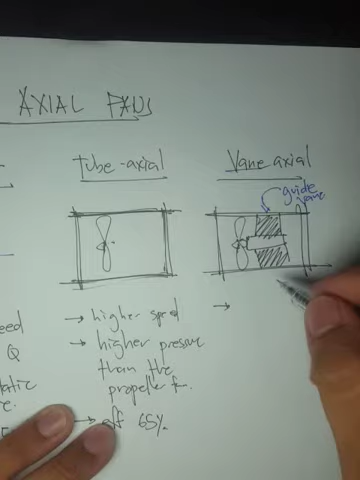 AXIAL FANS
Tube-axial
Vane axial
guide
vane
→ higher speed
→ higher pressure
than the
propeller
→ eff 65%.
→
eed
Q
atic
re.